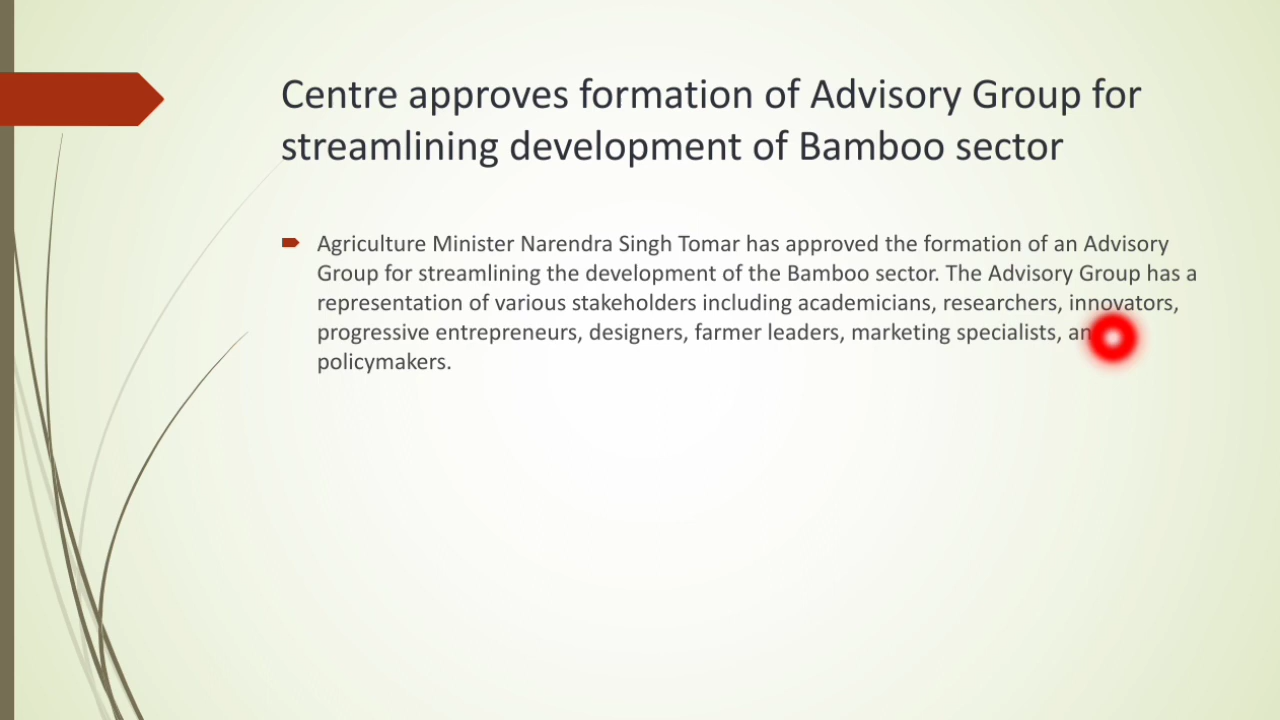 Centre approves formation of Advisory Group for
streamlining development of Bamboo sector
Agriculture Minister Narendra Singh Tomar has approved the formation of an Advisory
Group for streamlining the development of the Bamboo sector. The Advisory Group has a
representation of various stakeholders including academicians, researchers, innovators,
progressive entrepreneurs, designers, farmer leaders, marketing specialists, an
policymakers.